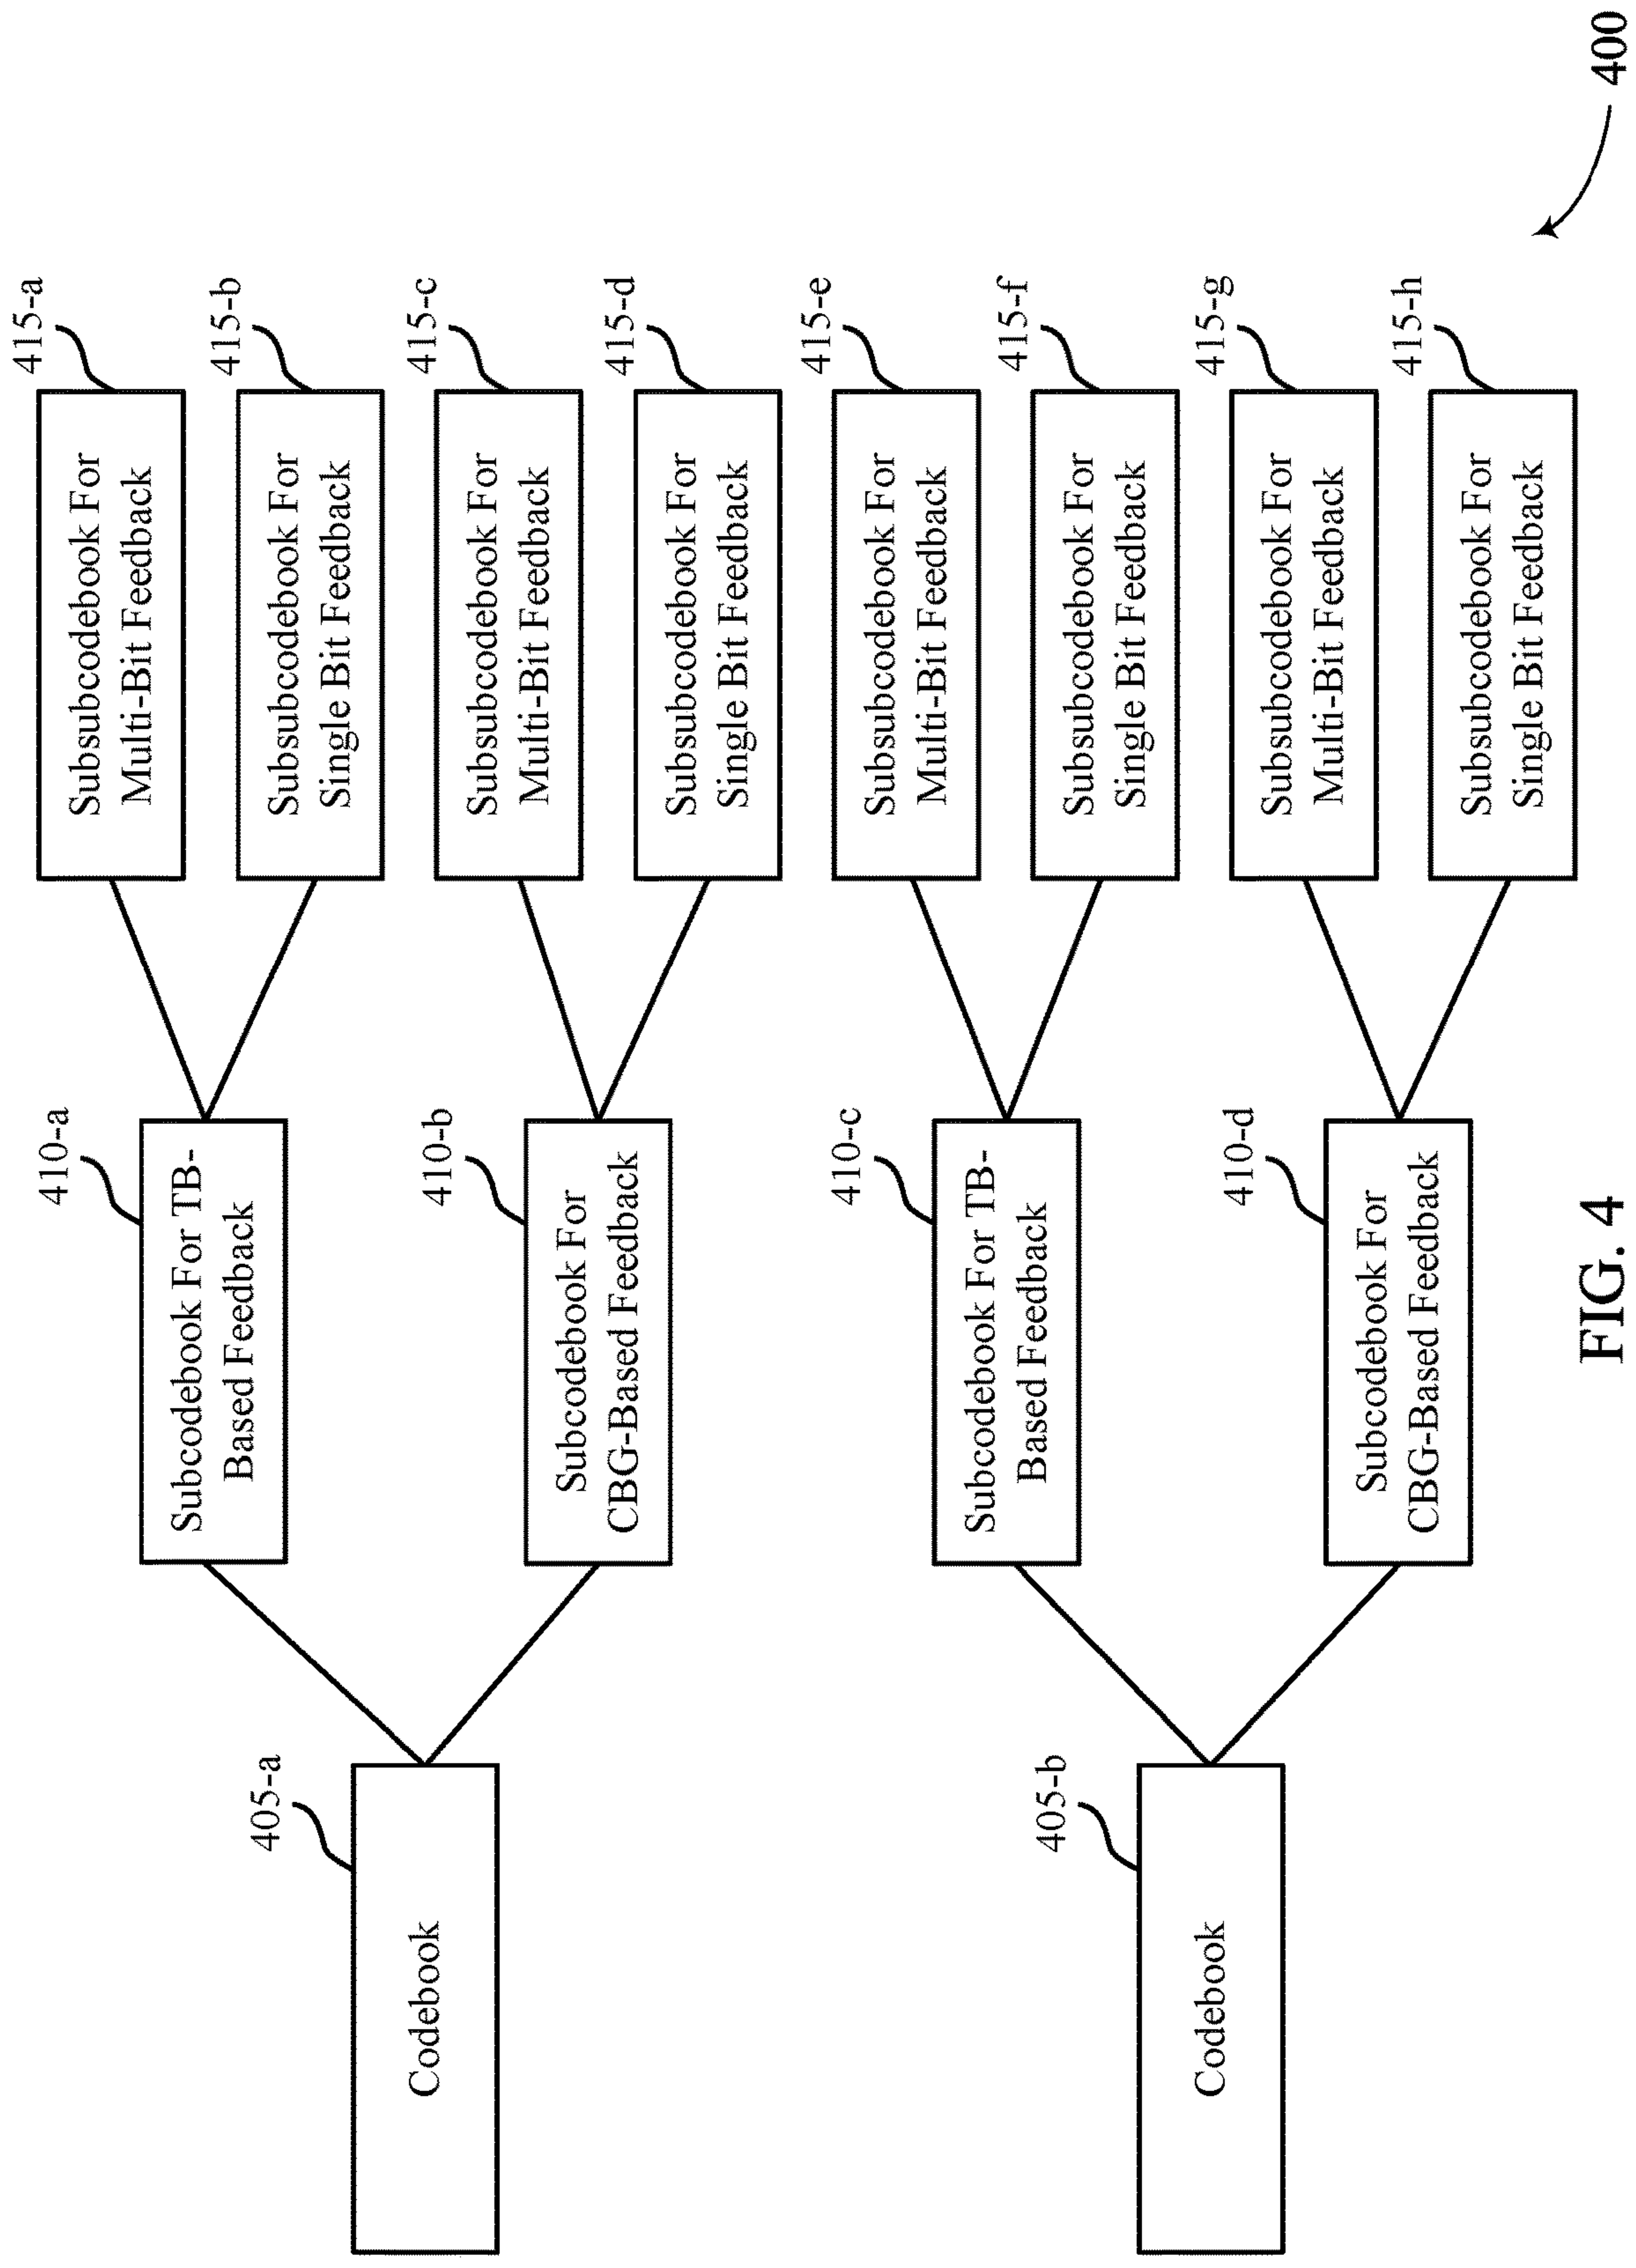 405-a
Codebook
405-b
Codebook
410-a
Subcodebook For TB-
Based Feedback
410-b
Subcodebook For
CBG-Based Feedback
410-c
Subcodebook For TB-
Based Feedback
410-d
Subcodebook For
CBG-Based Feedback
415-a
Subsubcodebook For
Multi-Bit Feedback
415-b
Subsubcodebook For
Single Bit Feedback
415-c
Subsubcodebook For
Multi-Bit Feedback
415-d
Subsubcodebook For
Single Bit Feedback
415-e
Subsubcodebook For
Multi-Bit Feedback
415-f
Subsubcodebook For
Single Bit Feedback
415-g
Subsubcodebook For
Multi-Bit Feedback
415-h
Subsubcodebook For
Single Bit Feedback
400
FIG. 4